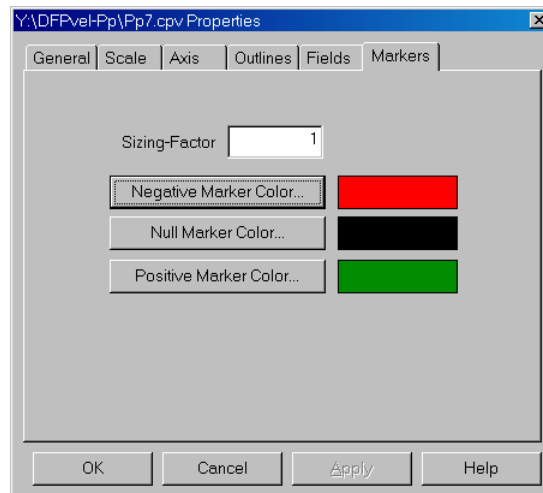 Y:\DFPvel-Pp\Pp7.cpv Properties
General Scale Axis Outlines Fields Markers
Sizing-Factor 1
Negative Marker Color...
Null Marker Color...
Positive Marker Color...
OK Cancel Apply Help